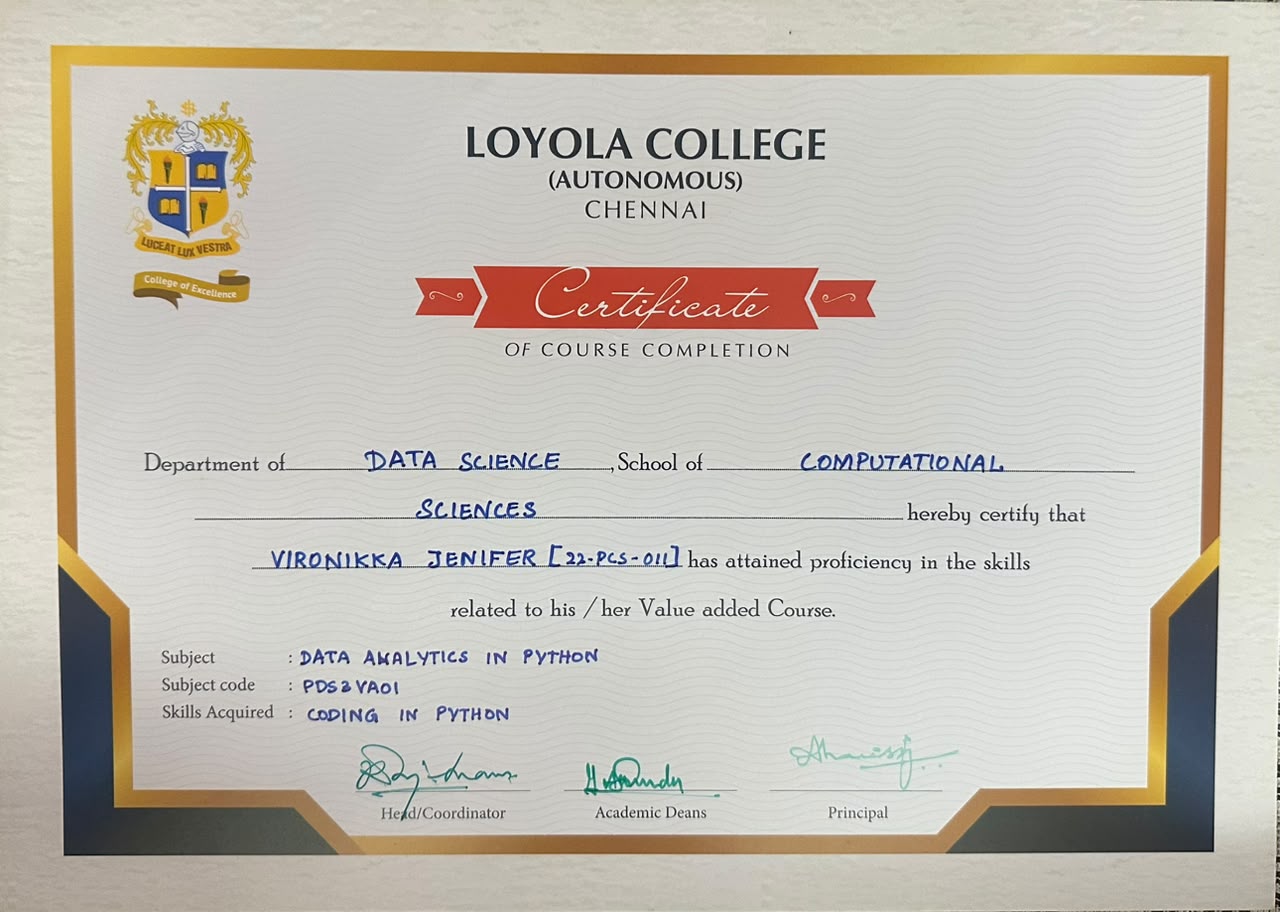 LUCEAT LUX VESTRA
College of Excellence
LOYOLA COLLEGE
(AUTONOMOUS)
CHENNAI
Certificate
OF COURSE COMPLETION
Department of DATA SCIENCE, School of COMPUTATIONAL
SCIENCES hereby certify that
VIRONIKKA JENIFER [22-PCS-011] has attained proficiency in the skills
related to his / her Value added Course.
Subject : DATA ANALYTICS IN PYTHON
Subject code : PDS2VA01
Skills Acquired : CODING IN PYTHON
Head/Coordinator Academic Deans Principal